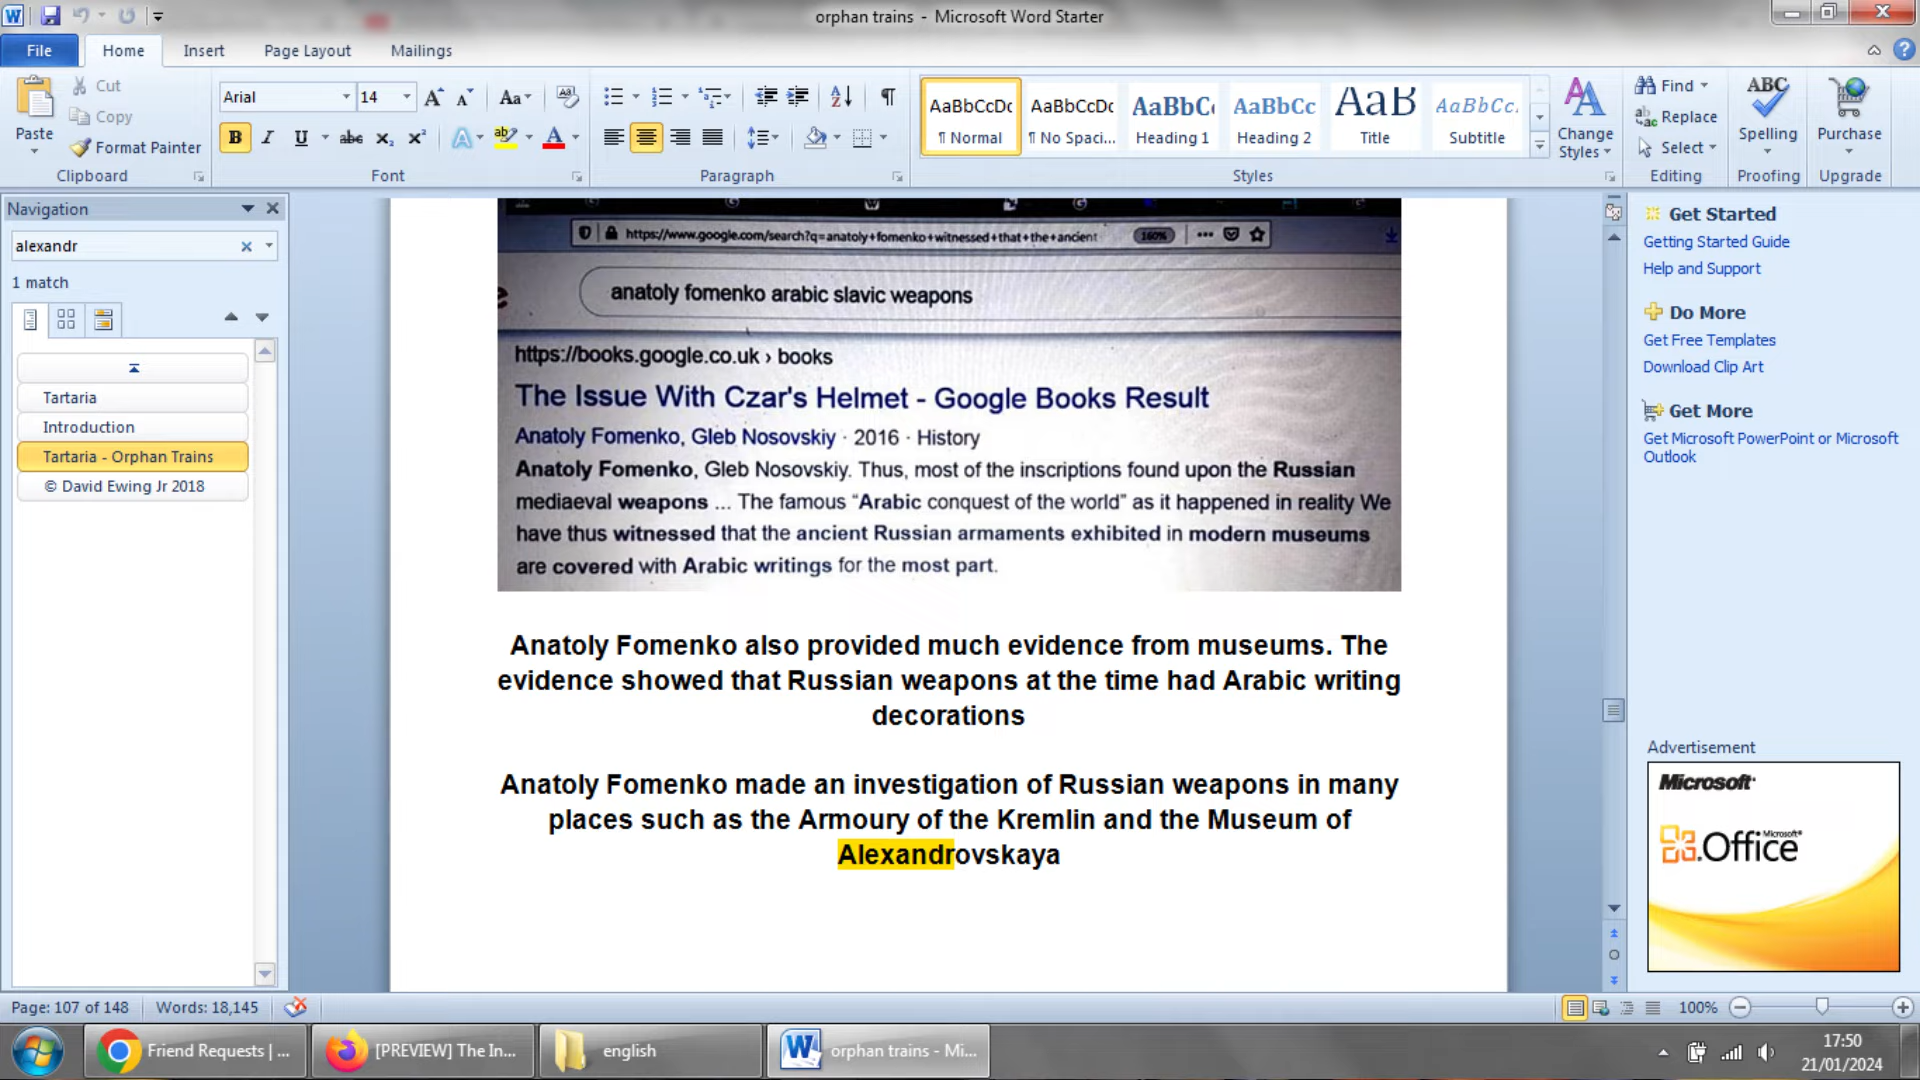 orphan trains - Microsoft Word Starter
File Home Insert Page Layout Mailings
Paste
Cut
Copy
Format Painter
Clipboard
Arial 14
Font
Paragraph
AaBbCcDc AaBbCcDc AaBbC AaBbCc AaB AaBbCc.
¶ Normal ¶ No Spaci... Heading 1 Heading 2 Title Subtitle
Styles
Change Styles
Find
Replace
Select
Editing
Spelling
Proofing
Purchase
Upgrade
Navigation
alexandr
1 match
Tartaria
Introduction
Tartaria - Orphan Trains
© David Ewing Jr 2018
https://www.google.com/search?q=anatoly+fomenko+witnessed+that+the+ancient 160%
anatoly fomenko arabic slavic weapons
https://books.google.co.uk › books
The Issue With Czar's Helmet - Google Books Result
Anatoly Fomenko, Gleb Nosovskiy · 2016 · History
Anatoly Fomenko, Gleb Nosovskiy. Thus, most of the inscriptions found upon the Russian
mediaeval weapons ... The famous “Arabic conquest of the world” as it happened in reality We
have thus witnessed that the ancient Russian armaments exhibited in modern museums
are covered with Arabic writings for the most part.
Anatoly Fomenko also provided much evidence from museums. The
evidence showed that Russian weapons at the time had Arabic writing
decorations
Anatoly Fomenko made an investigation of Russian weapons in many
places such as the Armoury of the Kremlin and the Museum of
Alexandrovskaya
Get Started
Getting Started Guide
Help and Support
Do More
Get Free Templates
Download Clip Art
Get More
Get Microsoft PowerPoint or Microsoft
Outlook
Advertisement
Microsoft
Office
Page: 107 of 148 Words: 18,145
100%
Friend Requests | ...
[PREVIEW] The In...
english
orphan trains - Mi...
17:50
21/01/2024